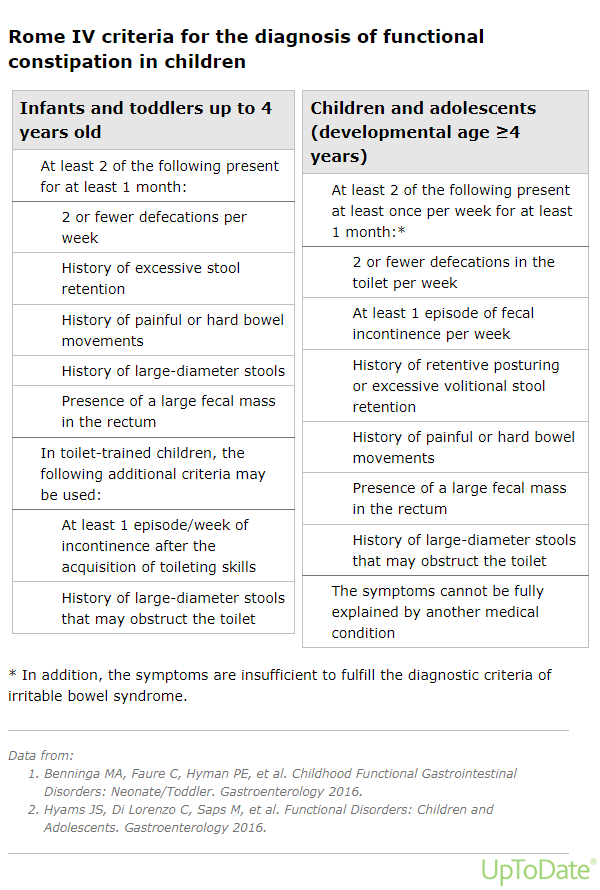 Rome IV criteria for the diagnosis of functional
constipation in children
Infants and toddlers up to 4
years old
At least 2 of the following present
for at least 1 month:
2 or fewer defecations per
week
History of excessive stool
retention
History of painful or hard bowel
movements
History of large-diameter stools
Presence of a large fecal mass
in the rectum
In toilet-trained children, the
following additional criteria may
be used:
At least 1 episode/week of
incontinence after the
acquisition of toileting skills
History of large-diameter stools
that may obstruct the toilet
Children and adolescents
(developmental age ≥4
years)
At least 2 of the following present
at least once per week for at least
1 month:*
2 or fewer defecations in the
toilet per week
At least 1 episode of fecal
incontinence per week
History of retentive posturing
or excessive volitional stool
retention
History of painful or hard bowel
movements
Presence of a large fecal mass
in the rectum
History of large-diameter stools
that may obstruct the toilet
The symptoms cannot be fully
explained by another medical
condition
* In addition, the symptoms are insufficient to fulfill the diagnostic criteria of
irritable bowel syndrome.
Data from:
1. Benninga MA, Faure C, Hyman PE, et al. Childhood Functional Gastrointestinal
Disorders: Neonate/Toddler. Gastroenterology 2016.
2. Hyams JS, Di Lorenzo C, Saps M, et al. Functional Disorders: Children and
Adolescents. Gastroenterology 2016.
UpToDate®